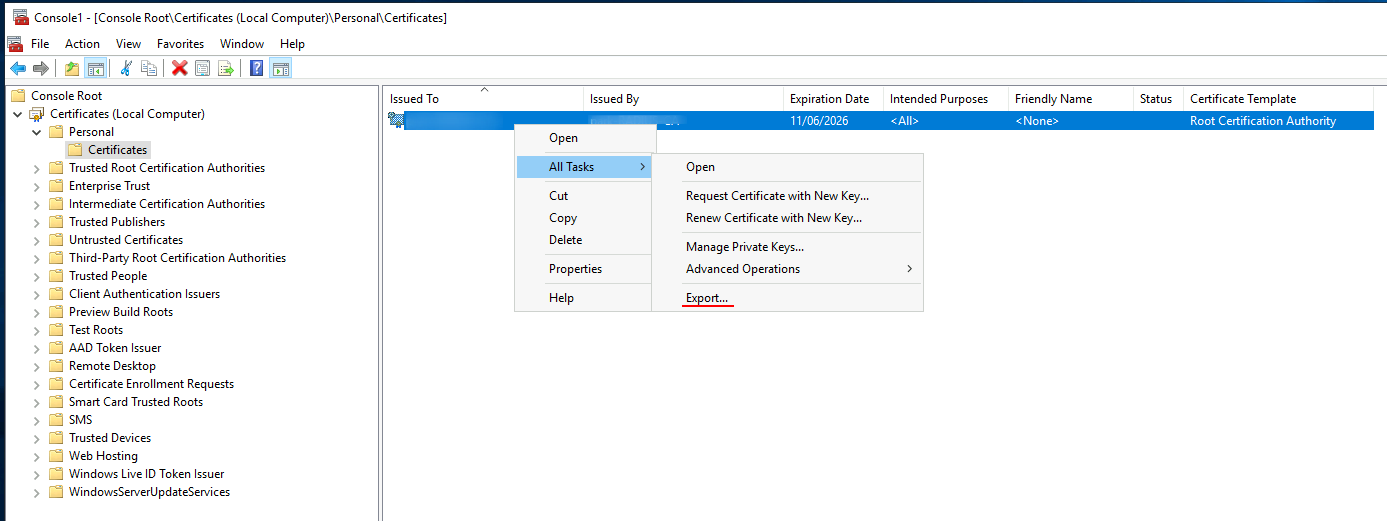 Console1 - [Console Root\Certificates (Local Computer)\Personal\Certificates]
File Action View Favorites Window Help
Console Root
Certificates (Local Computer)
Personal
Certificates
Trusted Root Certification Authorities
Enterprise Trust
Intermediate Certification Authorities
Trusted Publishers
Untrusted Certificates
Third-Party Root Certification Authorities
Trusted People
Client Authentication Issuers
Preview Build Roots
Test Roots
AAD Token Issuer
Remote Desktop
Certificate Enrollment Requests
Smart Card Trusted Roots
SMS
Trusted Devices
Web Hosting
Windows Live ID Token Issuer
WindowsServerUpdateServices
Issued To Issued By Expiration Date Intended Purposes Friendly Name Status Certificate Template
11/06/2026 <All> <None> Root Certification Authority
Open
All Tasks
Cut
Copy
Delete
Properties
Help
Open
Request Certificate with New Key...
Renew Certificate with New Key...
Manage Private Keys...
Advanced Operations
Export...